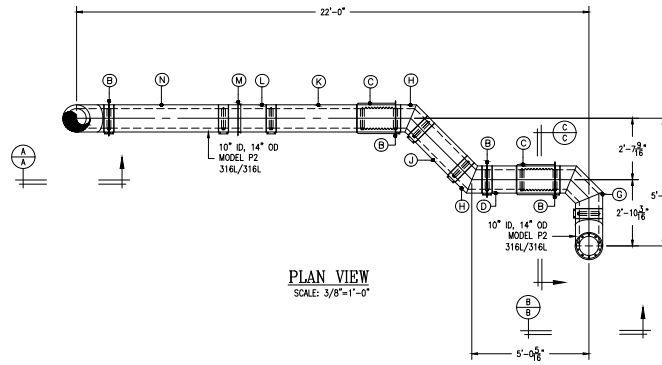 22'-0"
B
N
M
L
K
C
H
A
A
10" ID, 14" OD
MODEL P2
316L/316L
B
J
H
B
D
C
B
C
C
G
2'-7 9/16"
2'-10 3/16"
5'-
10" ID, 14" OD
MODEL P2
316L/316L
PLAN VIEW
SCALE: 3/8"=1'-0"
B
B
5'-0 5/16"